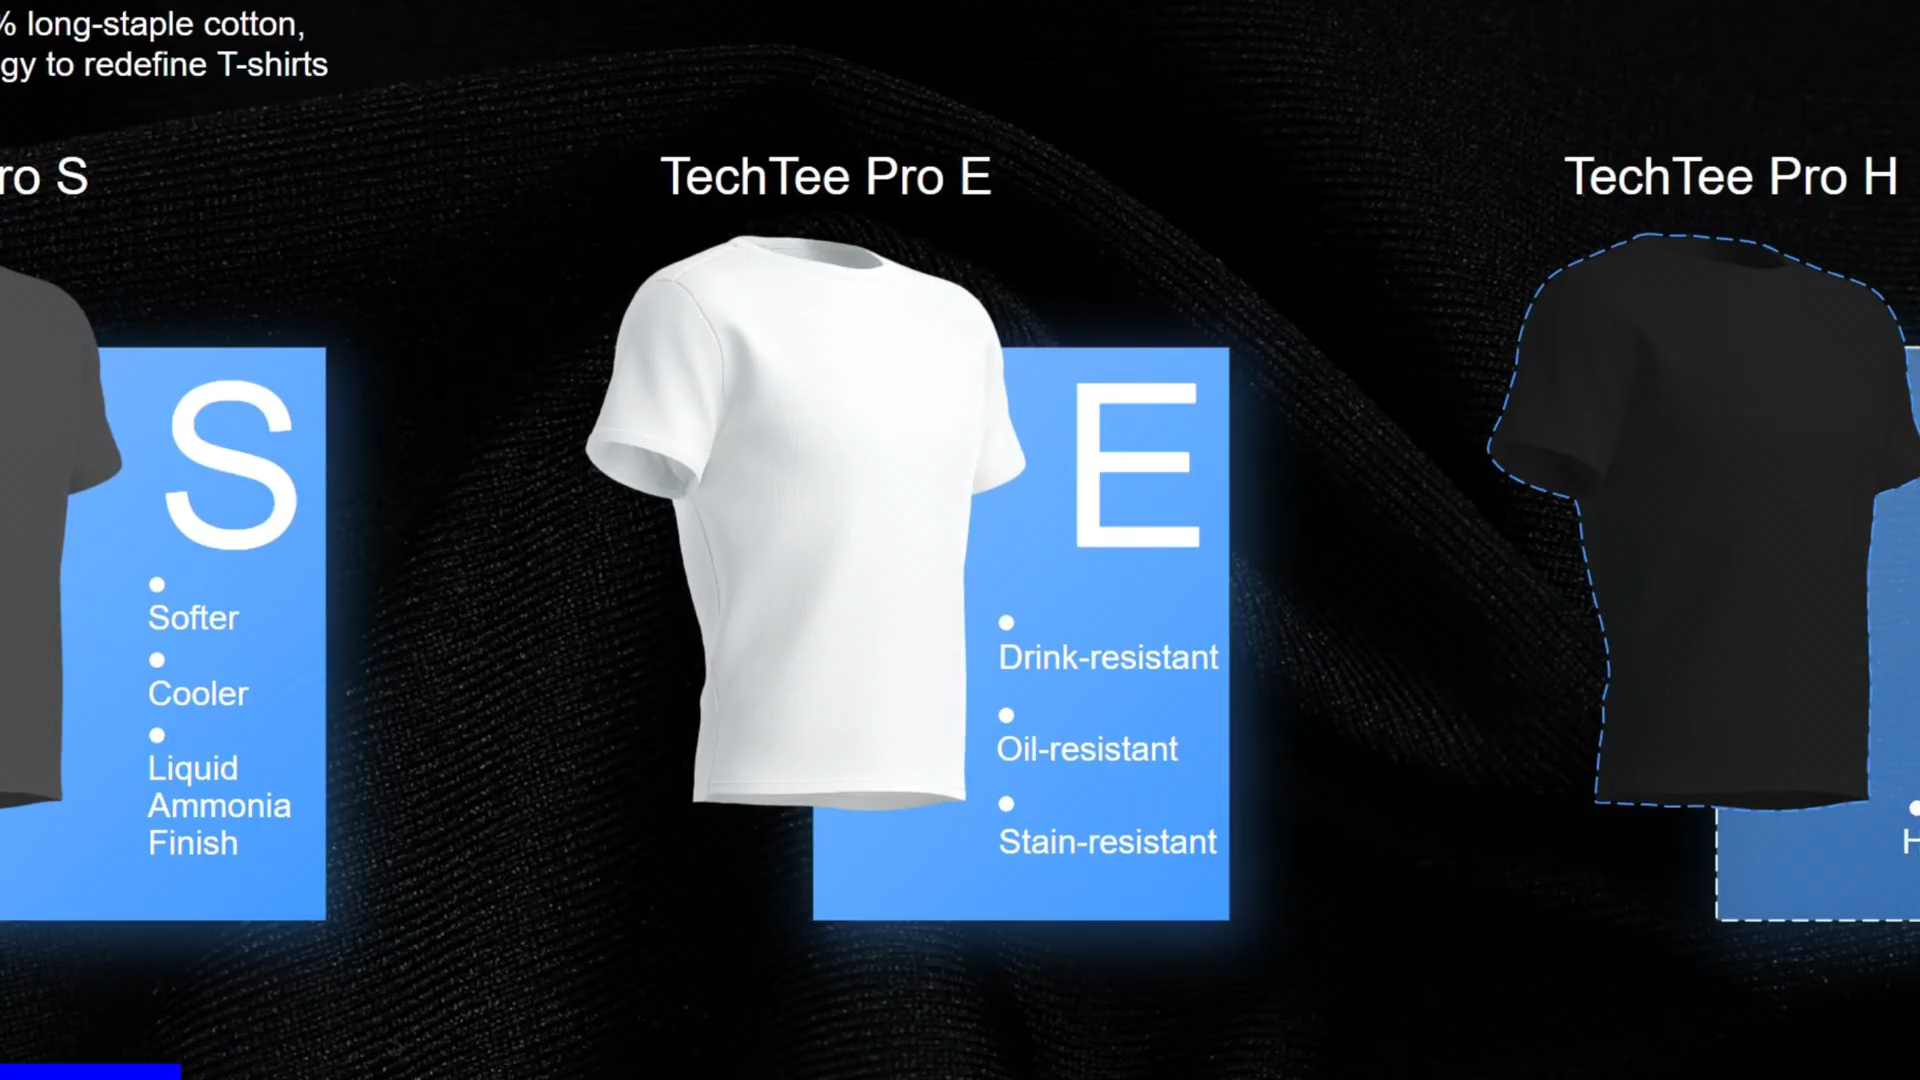 % long-staple cotton,
gy to redefine T-shirts
ro S
S
Softer
Cooler
Liquid
Ammonia
Finish
TechTee Pro E
E
Drink-resistant
Oil-resistant
Stain-resistant
TechTee Pro H
H